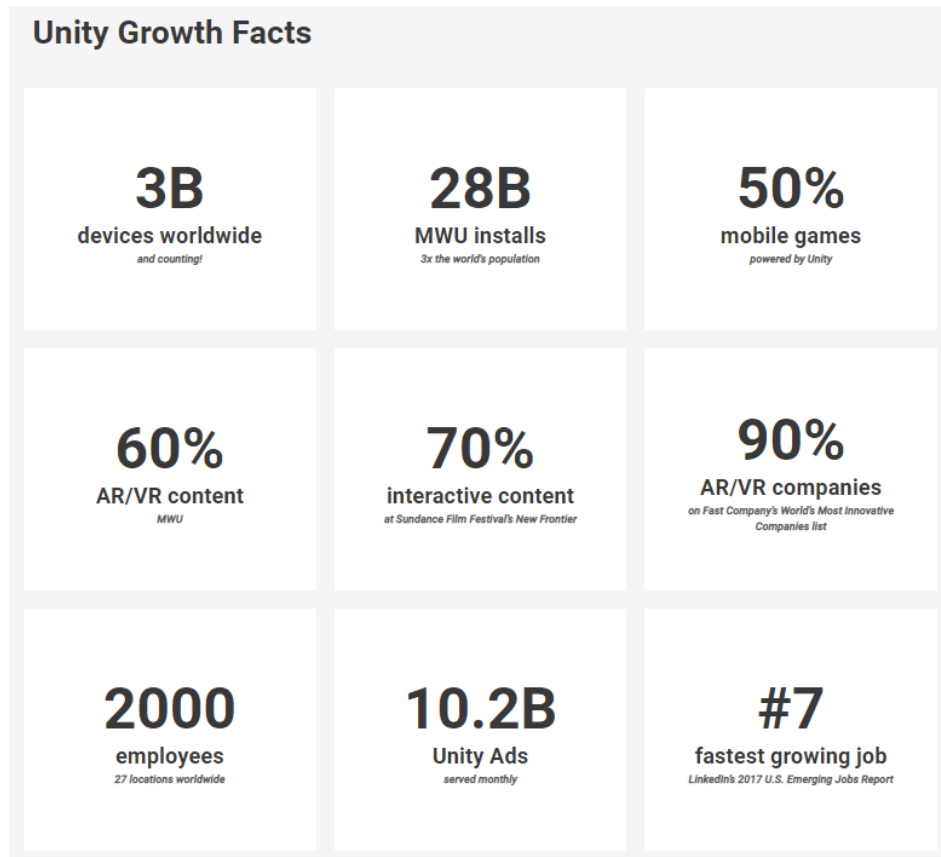 Unity Growth Facts
3B
devices worldwide
and counting!
28B
MWU installs
3x the world's population
50%
mobile games
powered by Unity
60%
AR/VR content
MWU
70%
interactive content
at Sundance Film Festival's New Frontier
90%
AR/VR companies
on Fast Company's World's Most Innovative
Companies list
2000
employees
27 locations worldwide
10.2B
Unity Ads
served monthly
#7
fastest growing job
LinkedIn's 2017 U.S. Emerging Jobs Report